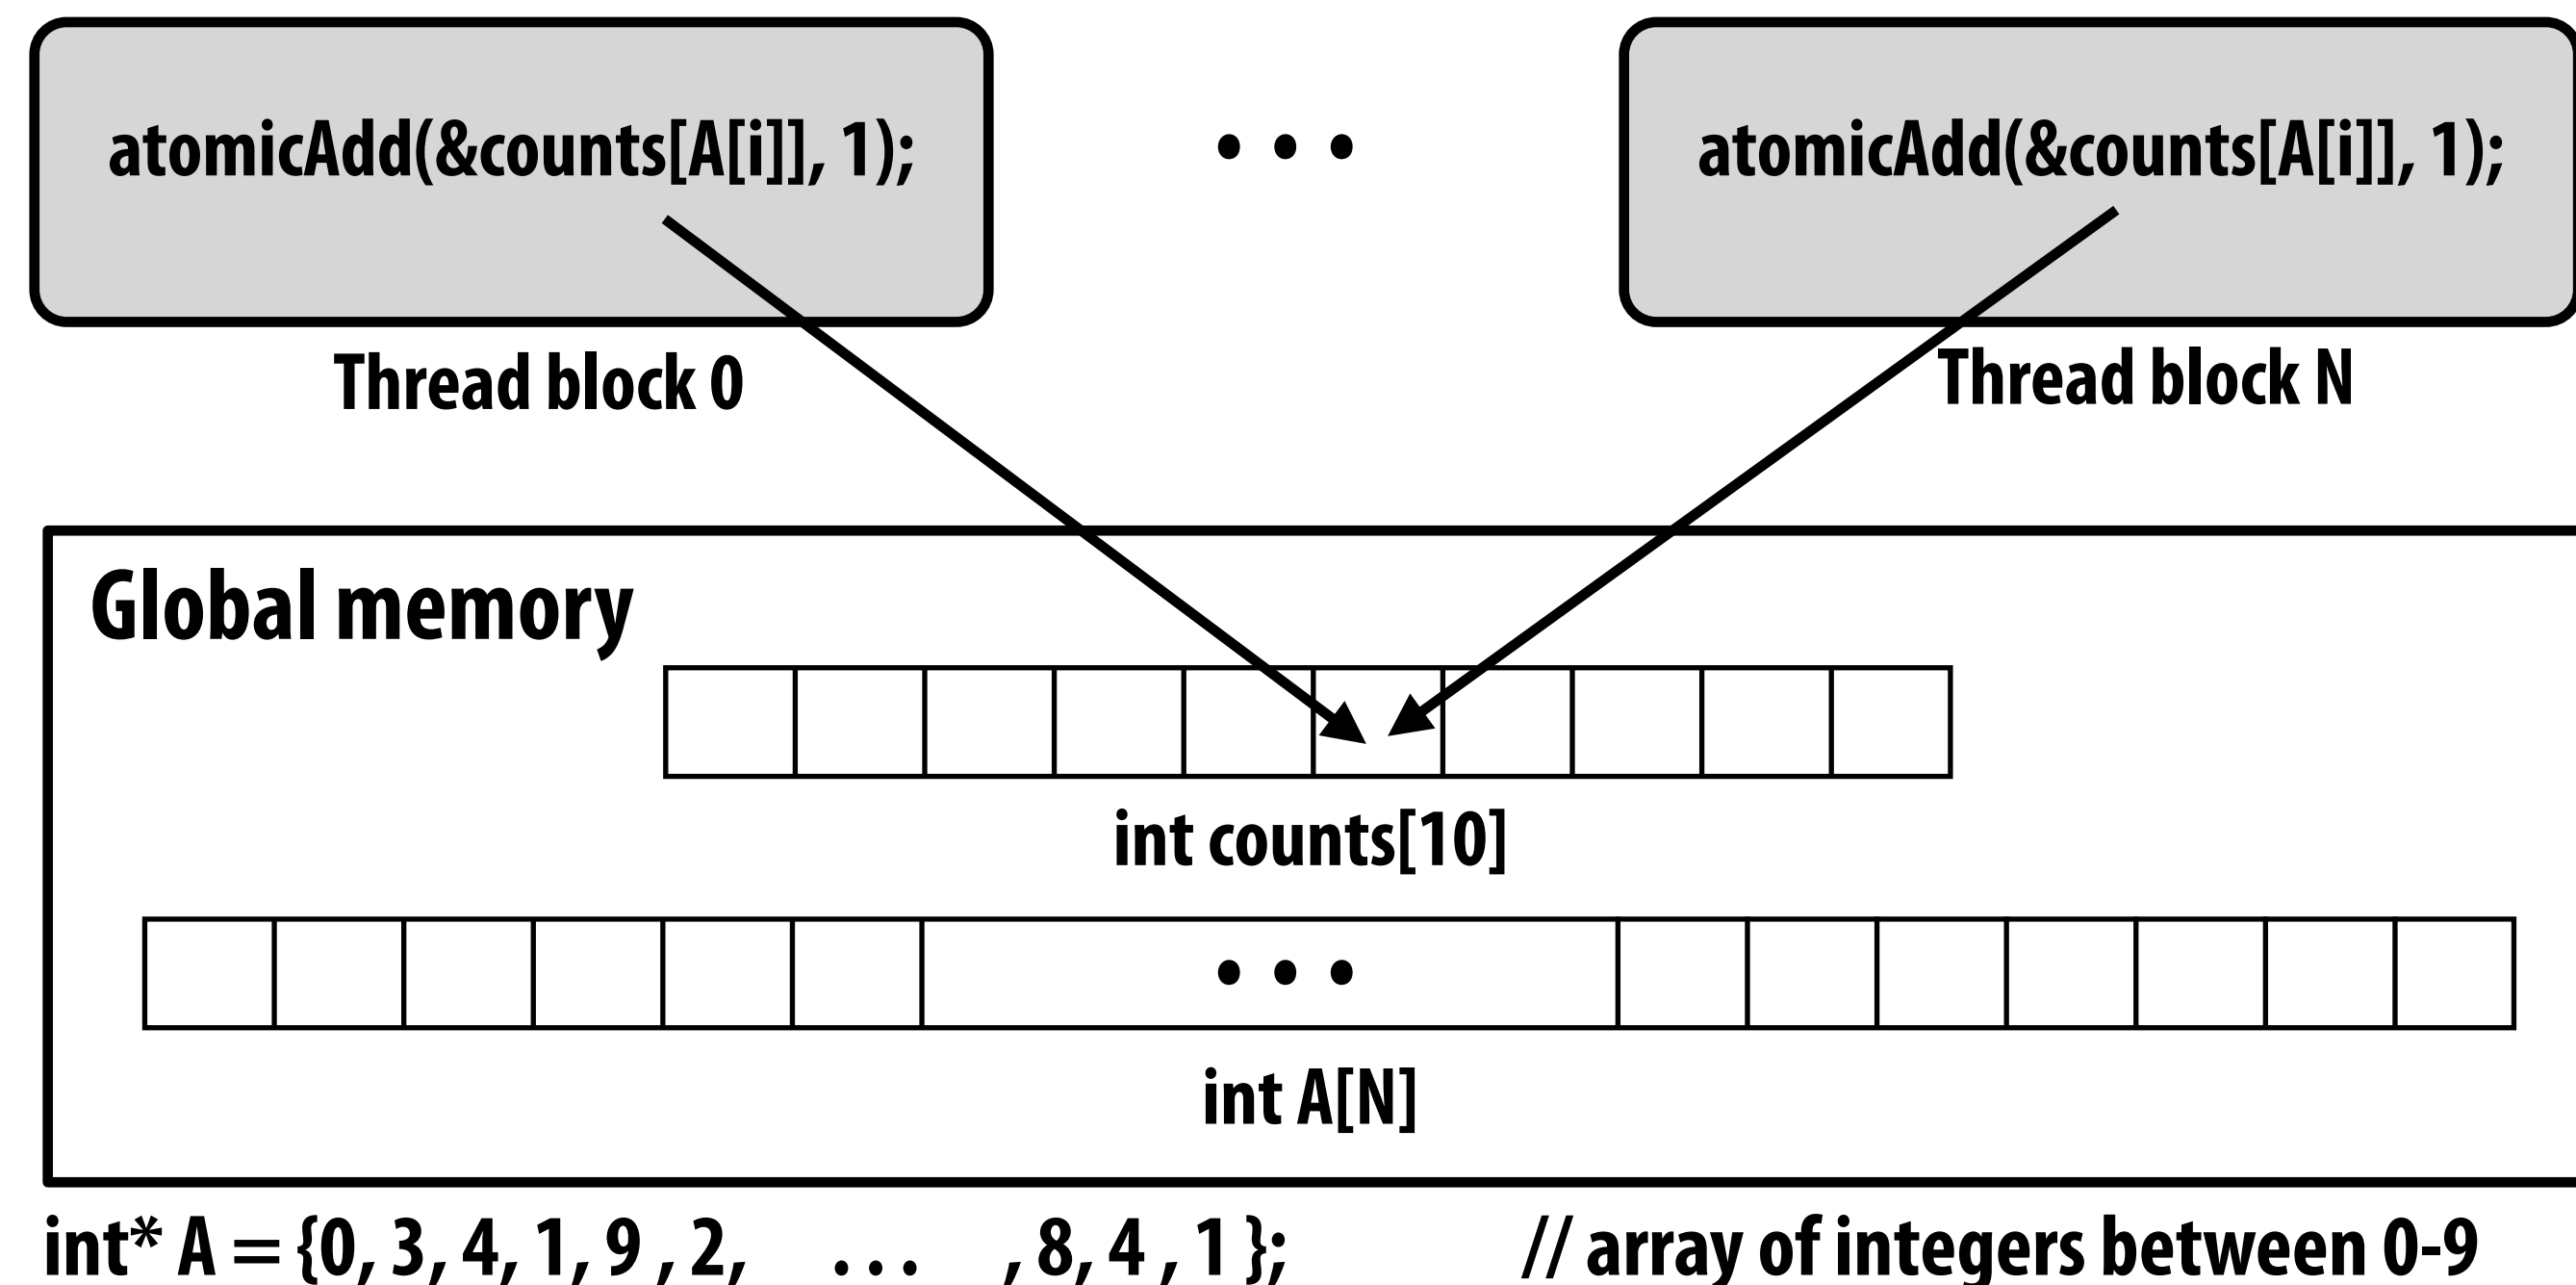 atomicAdd(&counts[A[i]], 1);
• • •
atomicAdd(&counts[A[i]], 1);
Thread block 0
Thread block N
Global memory
int counts[10]
• • •
int A[N]
int* A = {0, 3, 4, 1, 9 , 2, . . . , 8, 4 , 1 }; // array of integers between 0-9